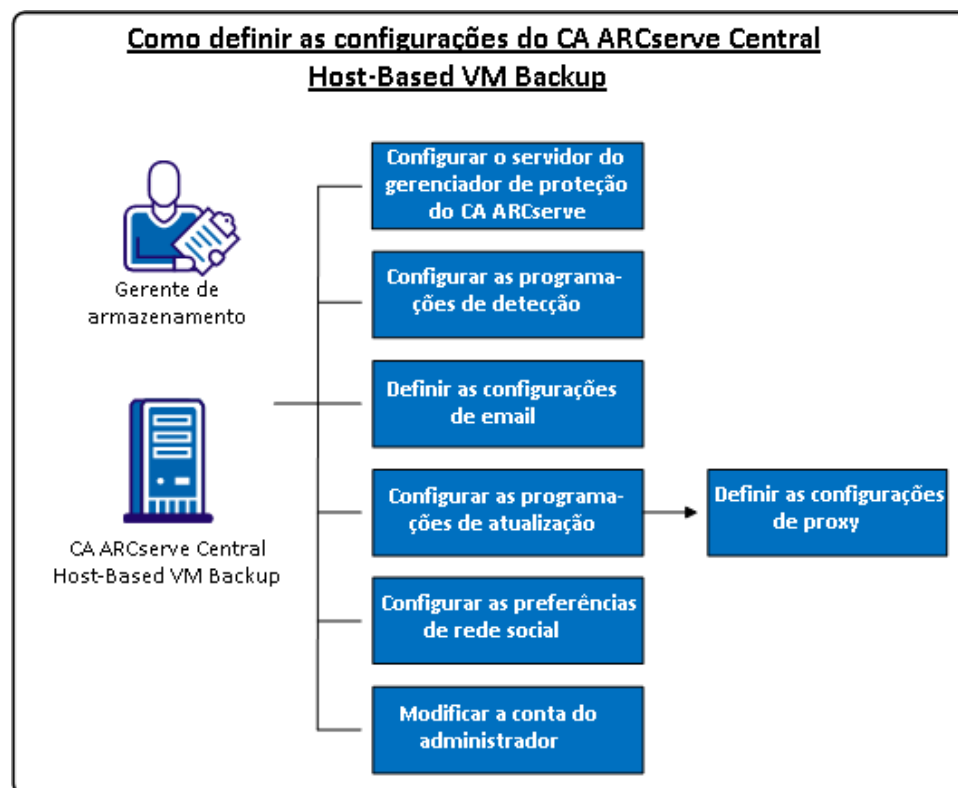 Como definir as configurações do CA ARCserve Central
Host-Based VM Backup
Gerente de
armazenamento
CA ARCserve Central
Host-Based VM Backup
Configurar o servidor do
gerenciador de proteção
do CA ARCserve
Configurar as programa-
ções de detecção
Definir as configurações
de email
Configurar as programa-
ções de atualização
Definir as configurações
de proxy
Configurar as preferências
de rede social
Modificar a conta do
administrador